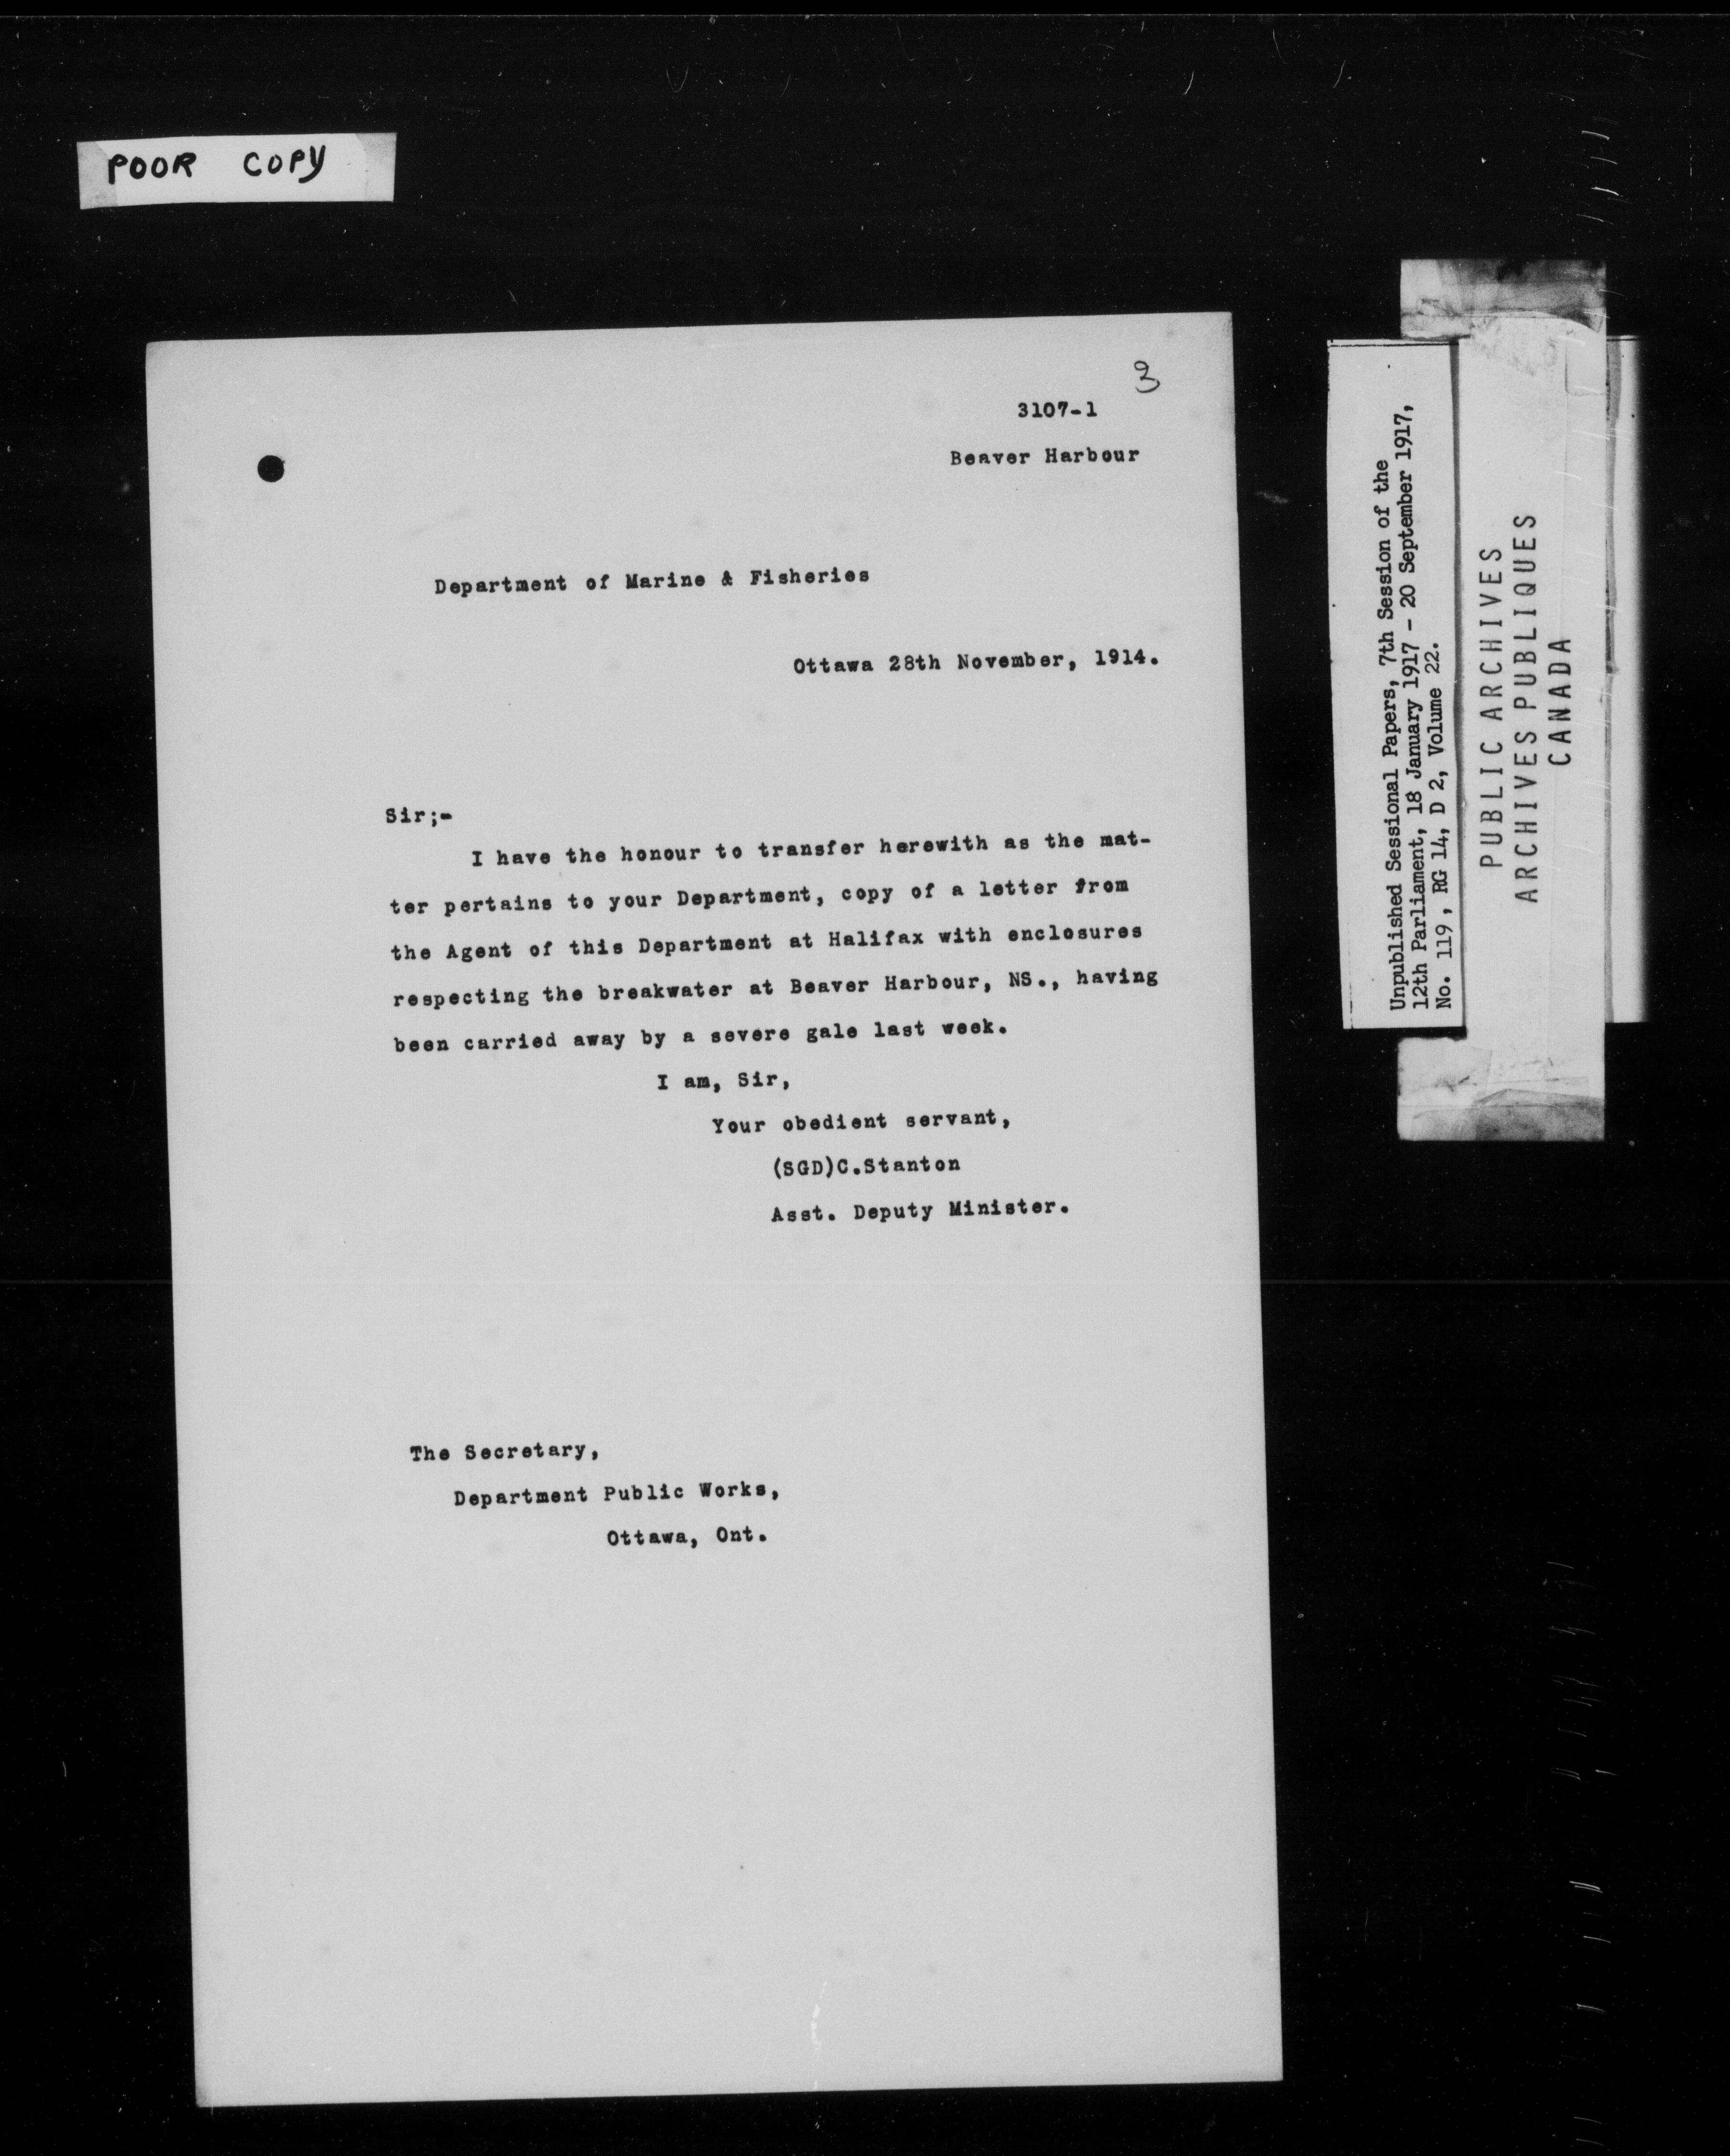 POOR COPY
3
3107-1
Beaver Harbour
Department of Marine & Fisheries
Ottawa 28th November, 1914.
Sir;-
I have the honour to transfer herewith as the mat-
ter pertains to your Department, copy of a letter from
the Agent of this Department at Halifax with enclosures
respecting the breakwater at Beaver Harbour, NS., having
been carried away by a severe gale last week.
I am, Sir,
Your obedient servant,
(SGD)C.Stanton
Asst. Deputy Minister.
The Secretary,
Department Public Works,
Ottawa, Ont.
Unpublished Sessional Papers, 7th Session of the
12th Parliament, 18 January 1917 - 20 September 1917,
No. 119, RG 14, D 2, Volume 22.
PUBLIC ARCHIVES
ARCHIVES PUBLIQUES
CANADA